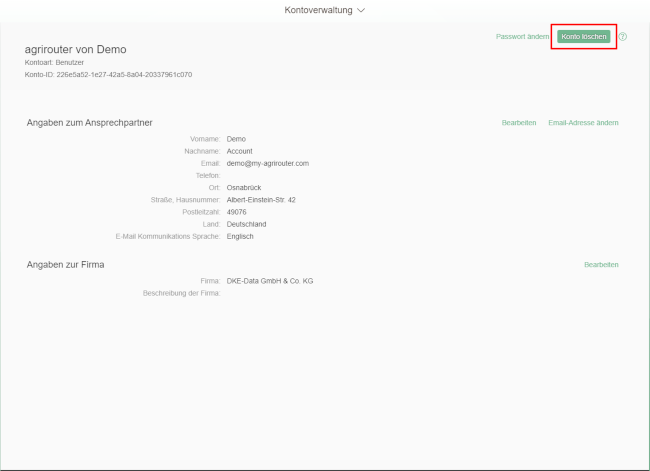 Kontoverwaltung
Passwort ändern Konto löschen ?
agrirouter von Demo
Kontoart: Benutzer
Konto-ID: 226e5a52-1e27-42a5-8a04-20337961c070
Angaben zum Ansprechpartner Bearbeiten Email-Adresse ändern
Vorname: Demo
Nachname: Account
Email: demo@my-agrirouter.com
Telefon:
Ort: Osnabrück
Straße, Hausnummer: Albert-Einstein-Str. 42
Postleitzahl: 49076
Land: Deutschland
E-Mail Kommunikations Sprache: Englisch
Angaben zur Firma Bearbeiten
Firma: DKE-Data GmbH & Co. KG
Beschreibung der Firma: